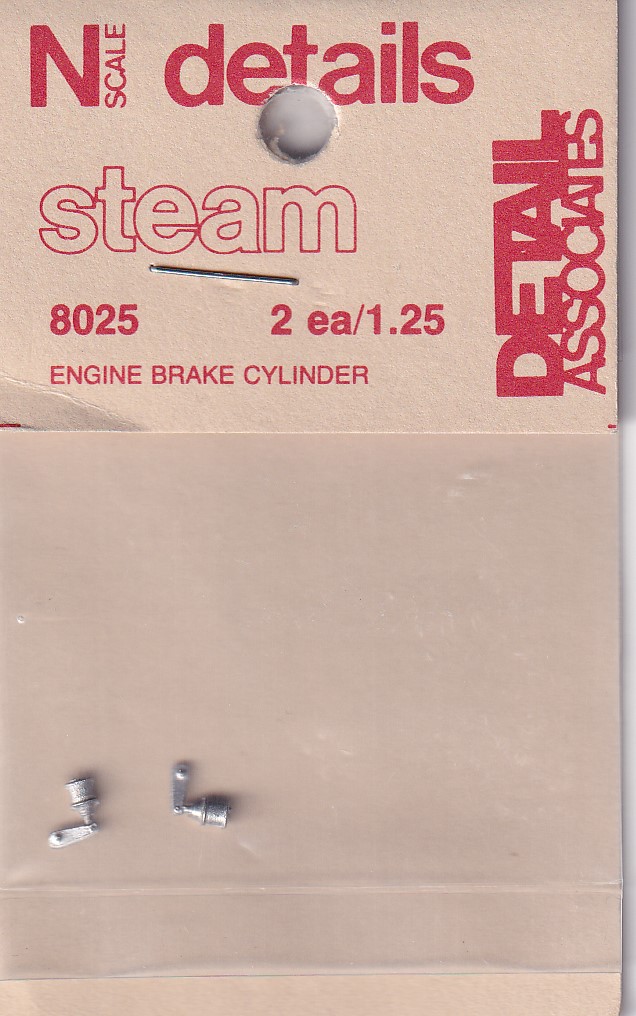 N SCALE details
steam
8025 2 ea/1.25
ENGINE BRAKE CYLINDER
DETAIL
ASSOCIATES